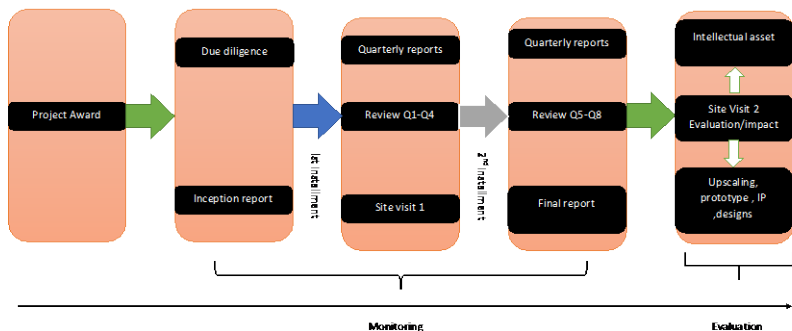 Project Award
Due diligence
Inception report
Ist installment
Quarterly reports
Review Q1-Q4
Site visit 1
2nd installment
Quarterly reports
Review Q5-Q8
Final report
Intellectual asset
Site Visit 2
Evaluation/impact
Upscaling,
prototype , IP
,designs
Monitoring
Evaluation